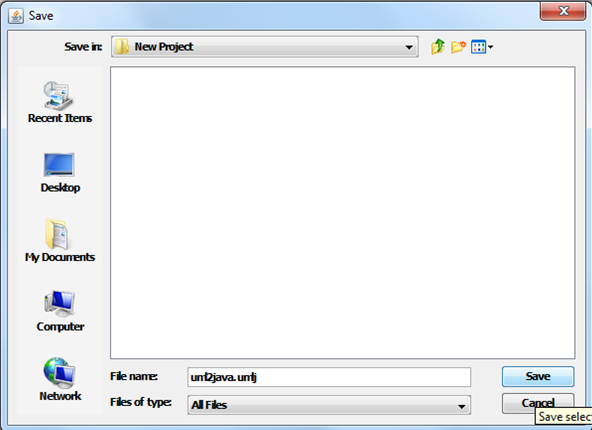 Save
Save in: New Project
Recent Items
Desktop
My Documents
Computer
Network
File name: uml2java.umlj
Save
Files of type: All Files
Cancel
Save selec